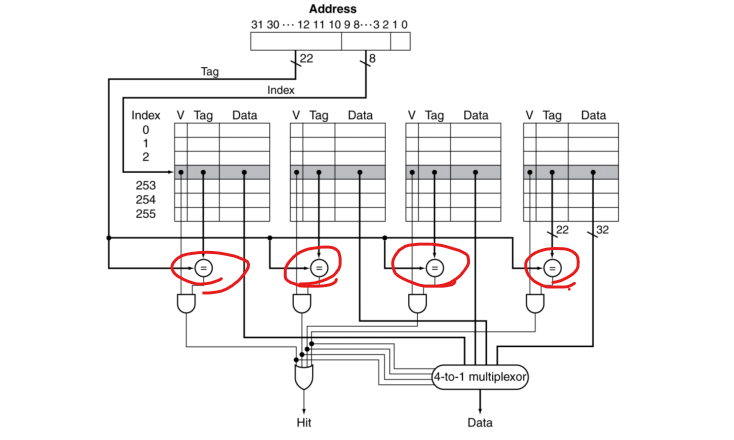 Address
31 30 ··· 12 11 10 9 8 ··· 3 2 1 0
22
8
Tag
Index
Index V Tag Data V Tag Data V Tag Data V Tag Data
0
1
2
253
254
255
22 32
= = = =
4-to-1 multiplexor
Hit Data